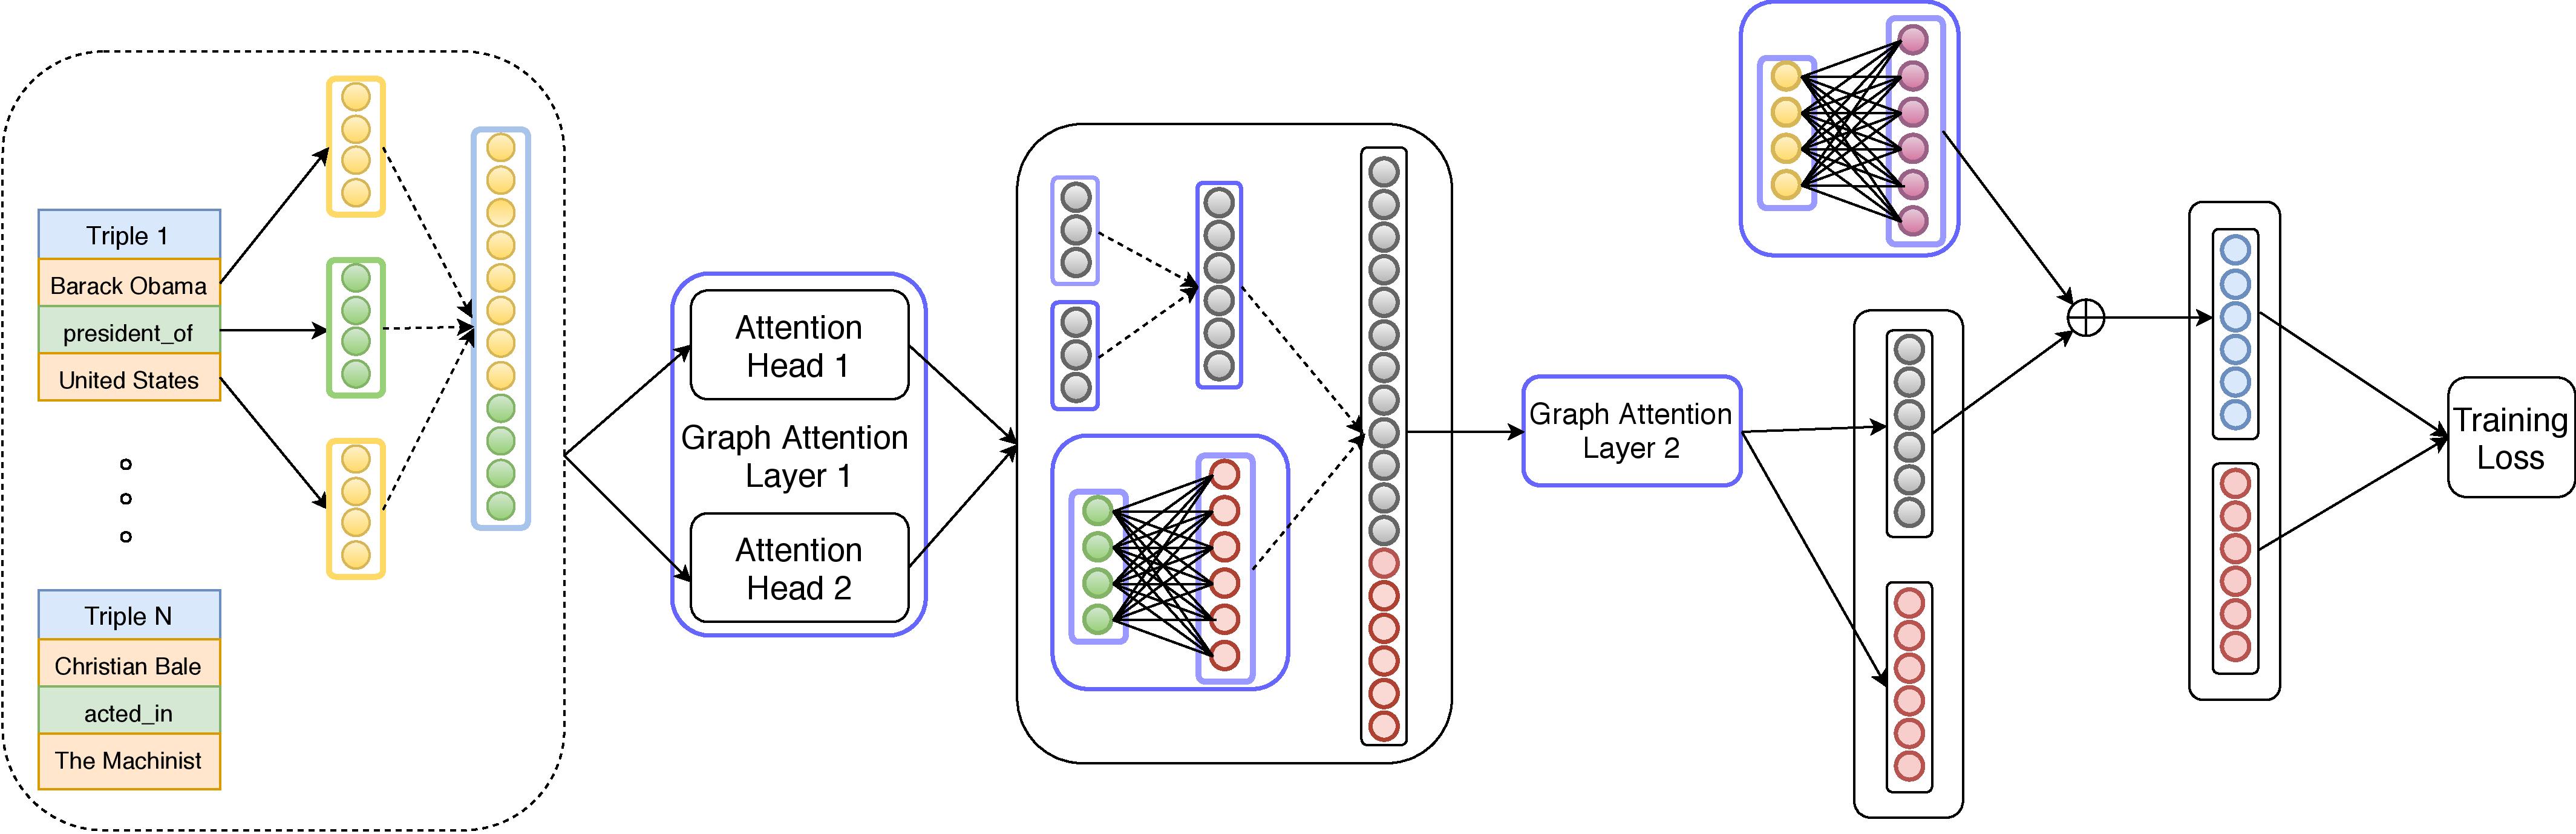 Triple 1
Barack Obama
president_of
United States
Triple N
Christian Bale
acted_in
The Machinist
Attention
Head 1
Graph Attention
Layer 1
Attention
Head 2
Graph Attention
Layer 2
Training
Loss